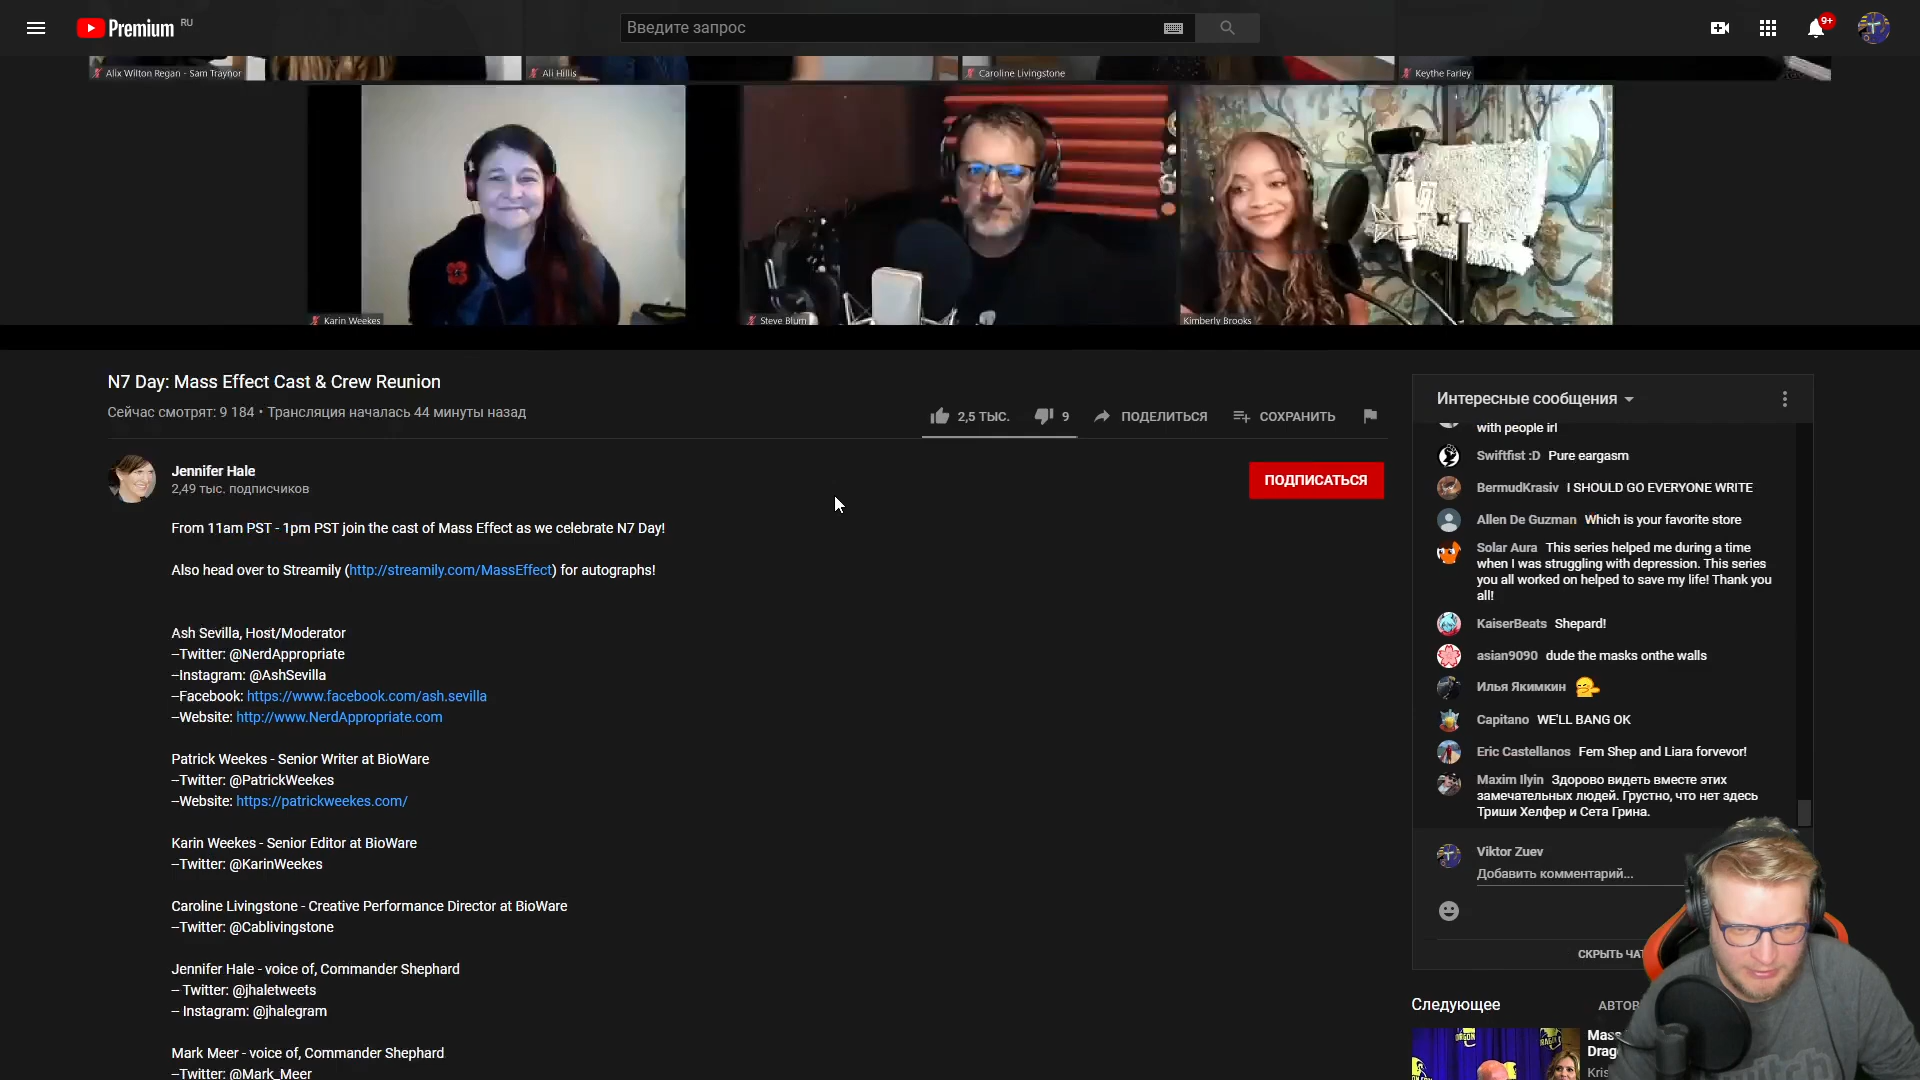 Premium RU
Введите запрос
9+
Alix Wilton Regan - Sam Traynor
Ali Hillis
Caroline Livingstone
Keythe Farley
Karin Weekes
Steve Blum
Kimberly Brooks
N7 Day: Mass Effect Cast & Crew Reunion
Сейчас смотрят: 9 184 • Трансляция началась 44 минуты назад
2,5 ТЫС.
9
ПОДЕЛИТЬСЯ
СОХРАНИТЬ
Jennifer Hale
2,49 тыс. подписчиков
ПОДПИСАТЬСЯ
From 11am PST - 1pm PST join the cast of Mass Effect as we celebrate N7 Day!
Also head over to Streamily (http://streamily.com/MassEffect) for autographs!
Ash Sevilla, Host/Moderator
--Twitter: @NerdAppropriate
--Instagram: @AshSevilla
--Facebook: https://www.facebook.com/ash.sevilla
--Website: http://www.NerdAppropriate.com
Patrick Weekes - Senior Writer at BioWare
--Twitter: @PatrickWeekes
--Website: https://patrickweekes.com/
Karin Weekes - Senior Editor at BioWare
--Twitter: @KarinWeekes
Caroline Livingstone - Creative Performance Director at BioWare
--Twitter: @Cablivingstone
Jennifer Hale - voice of, Commander Shephard
-- Twitter: @jhaletweets
-- Instagram: @jhalegram
Mark Meer - voice of, Commander Shephard
--Twitter: @Mark_Meer
Интересные сообщения
with people irl
Swiftfist :D Pure eargasm
BermudKrasiv I SHOULD GO EVERYONE WRITE
Allen De Guzman Which is your favorite store
Solar Aura This series helped me during a time
when I was struggling with depression. This series
you all worked on helped to save my life! Thank you
all!
KaiserBeats Shepard!
asian9090 dude the masks onthe walls
Илья Якимкин
Capitano WE'LL BANG OK
Eric Castellanos Fem Shep and Liara forvevor!
Maxim Ilyin Здорово видеть вместе этих
замечательных людей. Грустно, что нет здесь
Триши Хелфер и Сета Грина.
Viktor Zuev
Добавить комментарий...
СКРЫТЬ ЧАТ
Следующее
АВТОВ
Mass
Drag
Kris